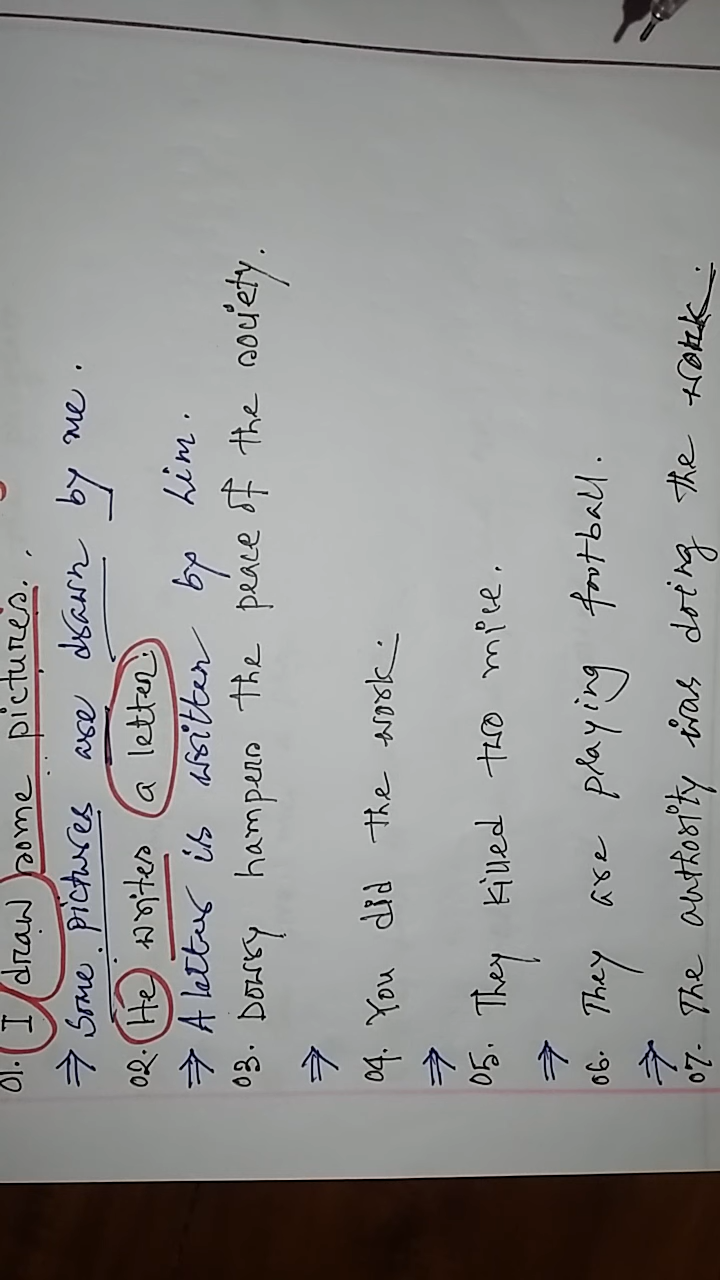 01. I draw some pictures.
⇒ Some pictures are drawn by me.
02. He writes a letter.
⇒ A letter is written by him.
03. Dowry hampers the peace of the society.
⇒
04. You did the work.
⇒
05. They killed two mice.
⇒
06. They are playing football.
⇒
07. The authority was doing the work.